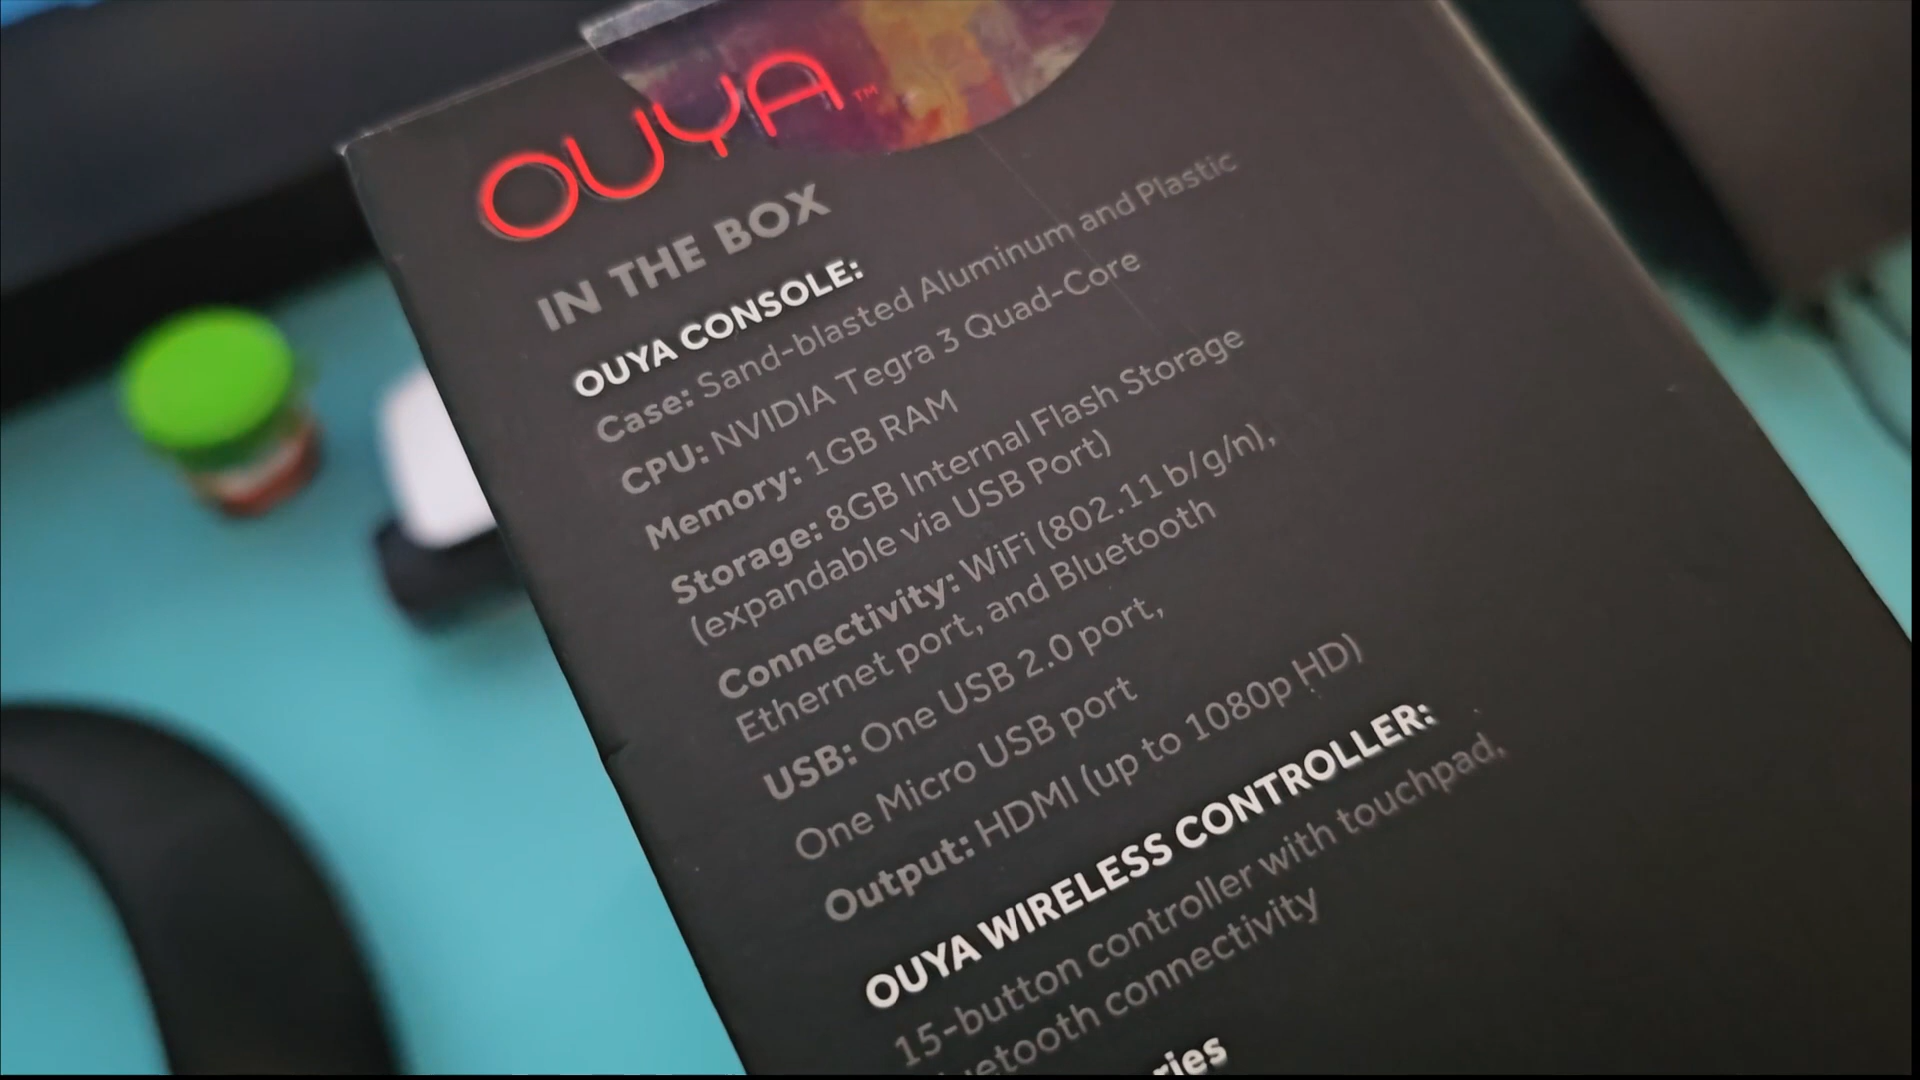 OUYA™
IN THE BOX
OUYA CONSOLE:
Case: Sand-blasted Aluminum and Plastic
CPU: NVIDIA Tegra 3 Quad-Core
Memory: 1GB RAM
Storage: 8GB Internal Flash Storage
(expandable via USB Port)
Connectivity: WiFi (802.11 b/g/n),
Ethernet port, and Bluetooth
USB: One USB 2.0 port,
One Micro USB port
Output: HDMI (up to 1080p HD)
OUYA WIRELESS CONTROLLER:
15-button controller with touchpad,
connectivity